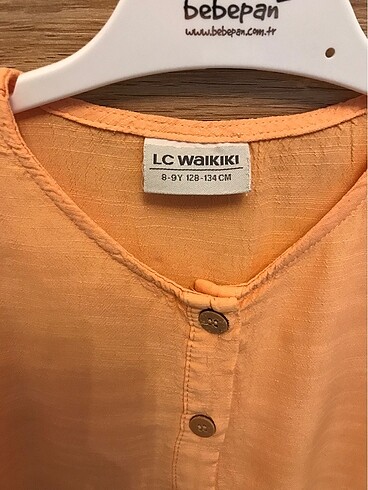 bebepan
www.bebepan.com.tr
LC WAIKIKI
8-9Y 128-134 CM